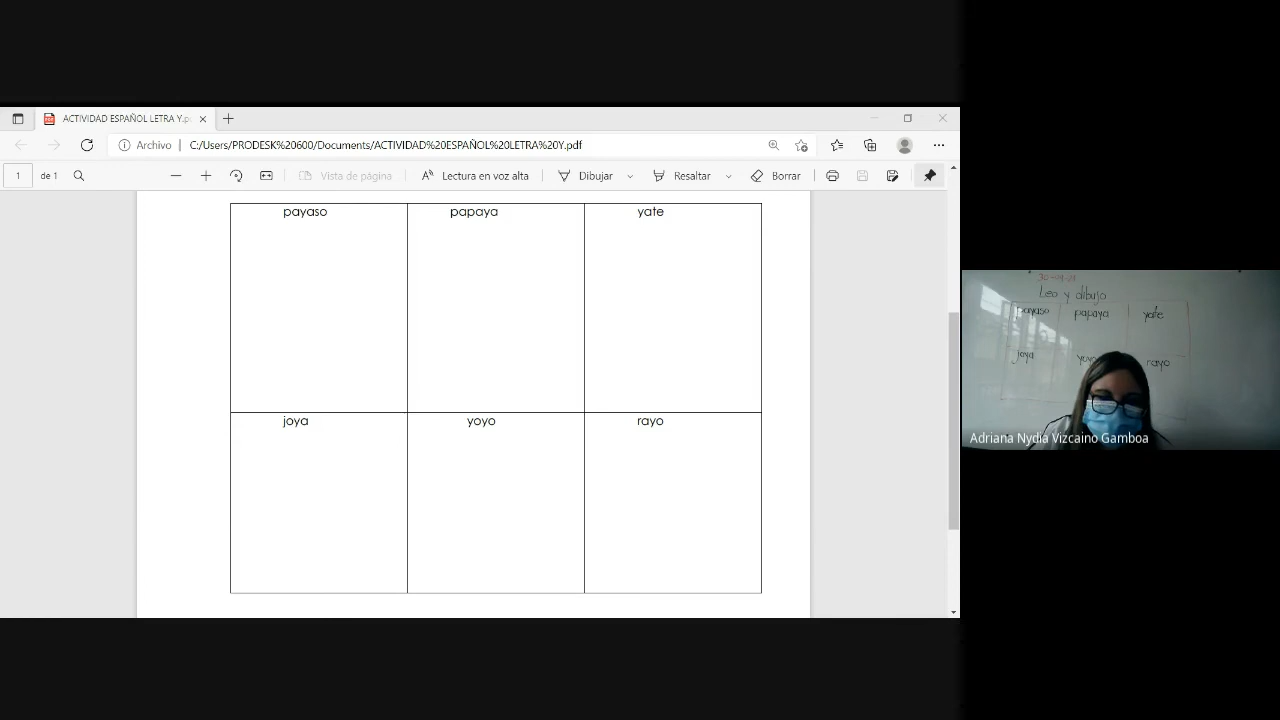 ACTIVIDAD ESPAÑOL LETRA Y.p
Archivo C:/Users/PRODESK%20600/Documents/ACTIVIDAD%20ESPAÑOL%20LETRA%20Y.pdf
1 de 1 Vista de página Lectura en voz alta Dibujar Resaltar Borrar
payaso papaya yate
joya yoyo rayo
Leo y dibujo
payaso papaya yate
joya yoyo rayo
Adriana Nydia Vizcaino Gamboa